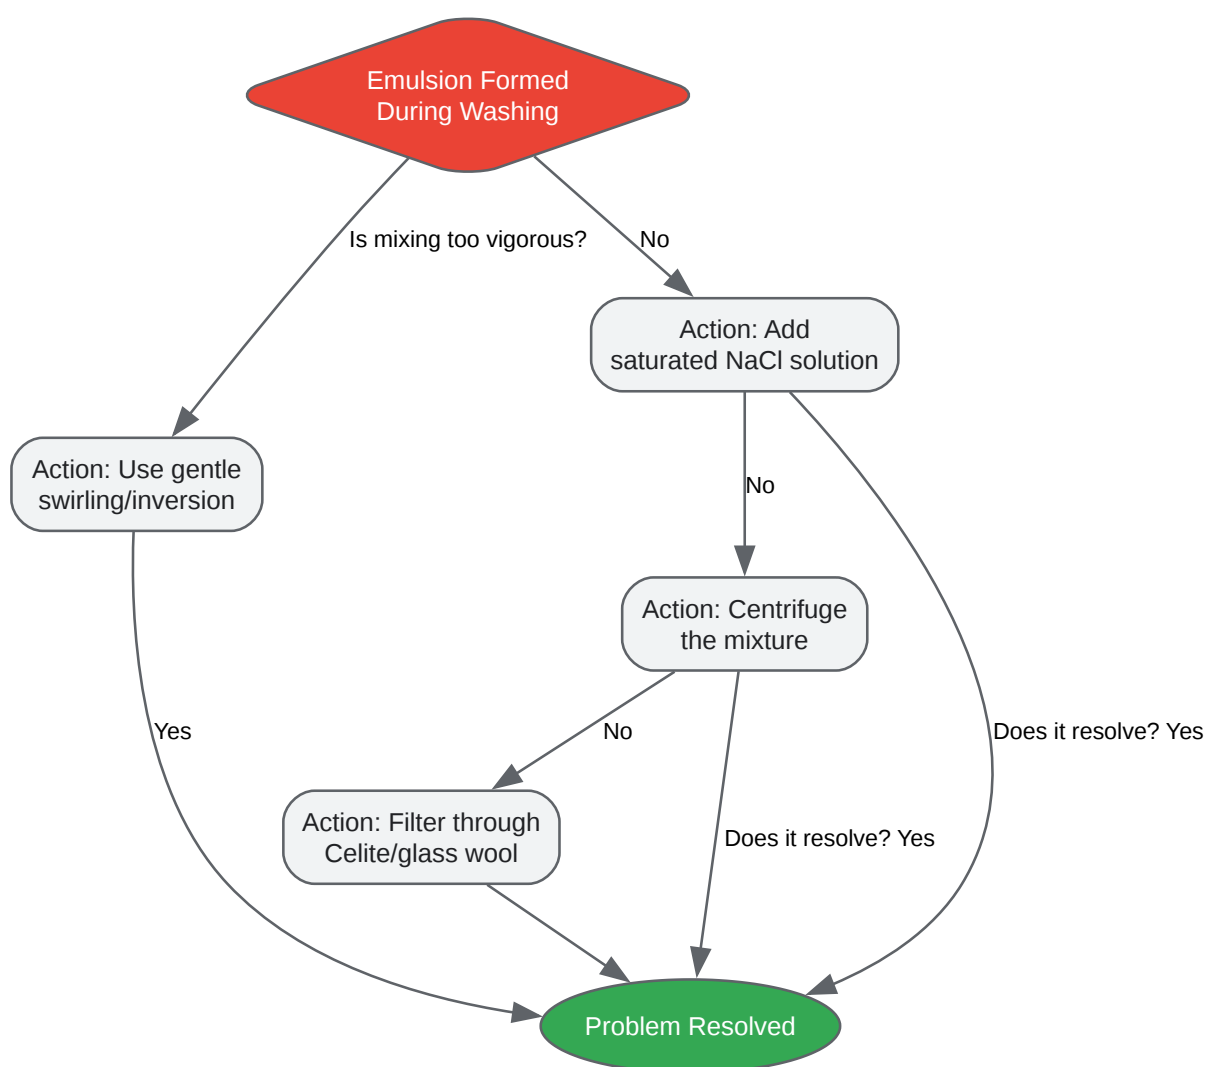 Emulsion Formed
During Washing
Is mixing too vigorous?
No
Action: Add
saturated NaCl solution
Action: Use gentle
swirling/inversion
No
Action: Centrifuge
the mixture
Yes
No
Does it resolve? Yes
Action: Filter through
Celite/glass wool
Does it resolve? Yes
Problem Resolved